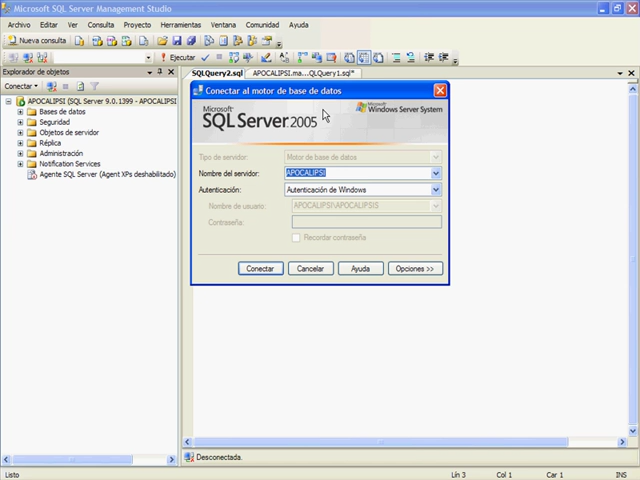 Microsoft SQL Server Management Studio
Archivo Editar Ver Consulta Proyecto Herramientas Ventana Comunidad Ayuda
Nueva consulta
Ejecutar
Explorador de objetos
SQLQuery2.sql APOCALIPSI.ma...QLQuery1.sql*
Conectar
APOCALIPSI (SQL Server 9.0.1399 - APOCALIPSI
Bases de datos
Seguridad
Objetos de servidor
Réplica
Administración
Notification Services
Agente SQL Server (Agent XPs deshabilitado)
Conectar al motor de base de datos
Microsoft
SQL Server 2005
Microsoft
Windows Server System
Tipo de servidor: Motor de base de datos
Nombre del servidor: APOCALIPSI
Autenticación: Autenticación de Windows
Nombre de usuario: APOCALIPSI\APOCALIPSIS
Contraseña:
Recordar contraseña
Conectar Cancelar Ayuda Opciones >>
Desconectada.
Listo Lín 3 Col 1 Car 1 INS